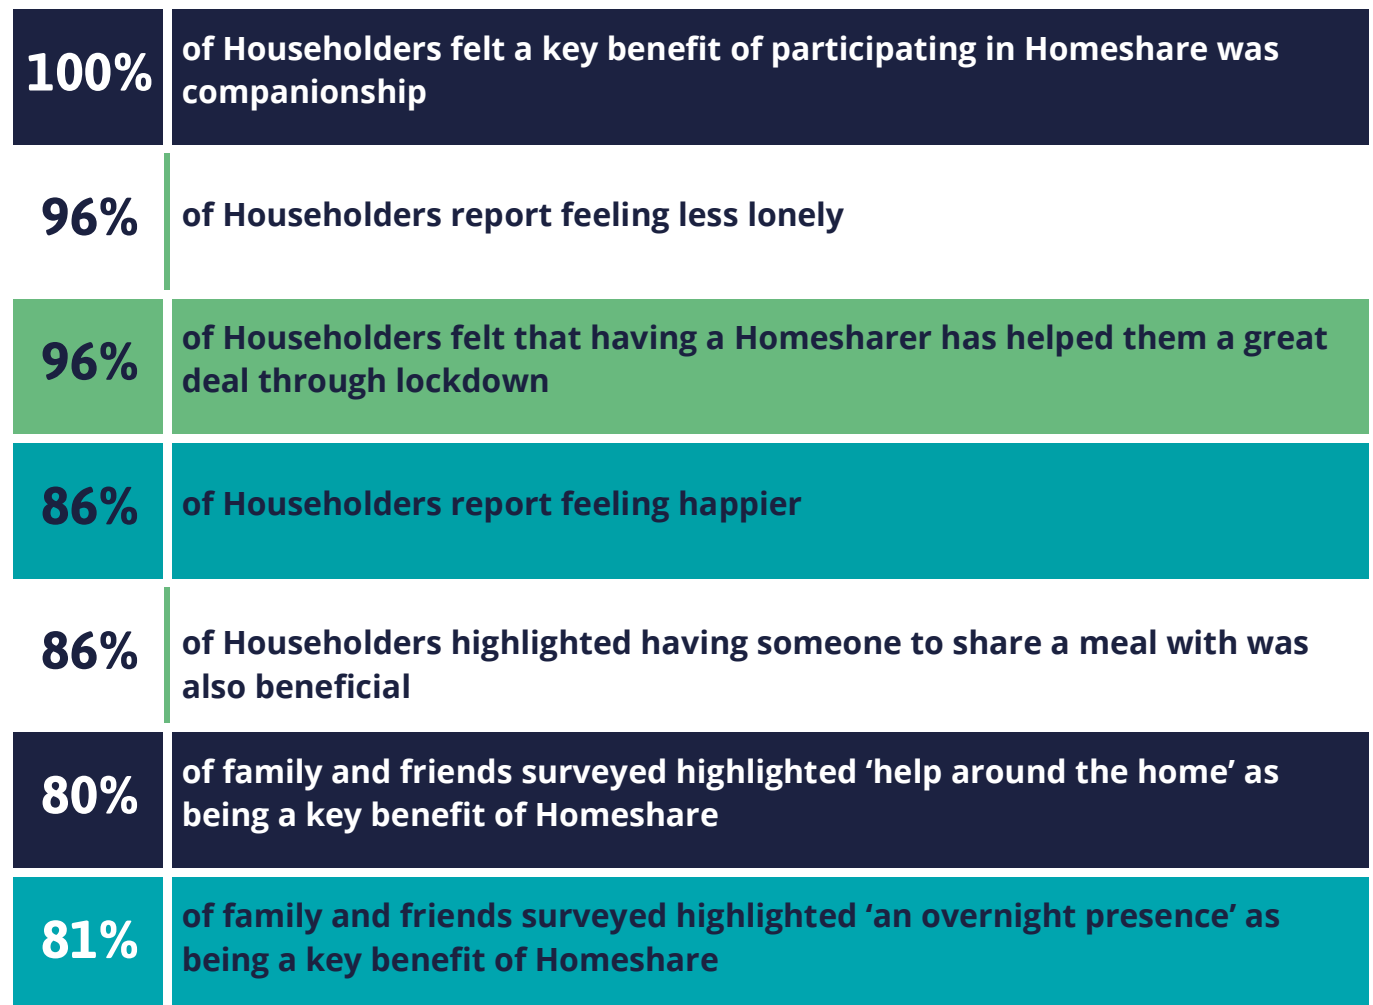 100%
of Householders felt a key benefit of participating in Homeshare was
companionship
96%
of Householders report feeling less lonely
96%
of Householders felt that having a Homesharer has helped them a great
deal through lockdown
86%
of Householders report feeling happier
86%
of Householders highlighted having someone to share a meal with was
also beneficial
80%
of family and friends surveyed highlighted ‘help around the home’ as
being a key benefit of Homeshare
81%
of family and friends surveyed highlighted ‘an overnight presence’ as
being a key benefit of Homeshare